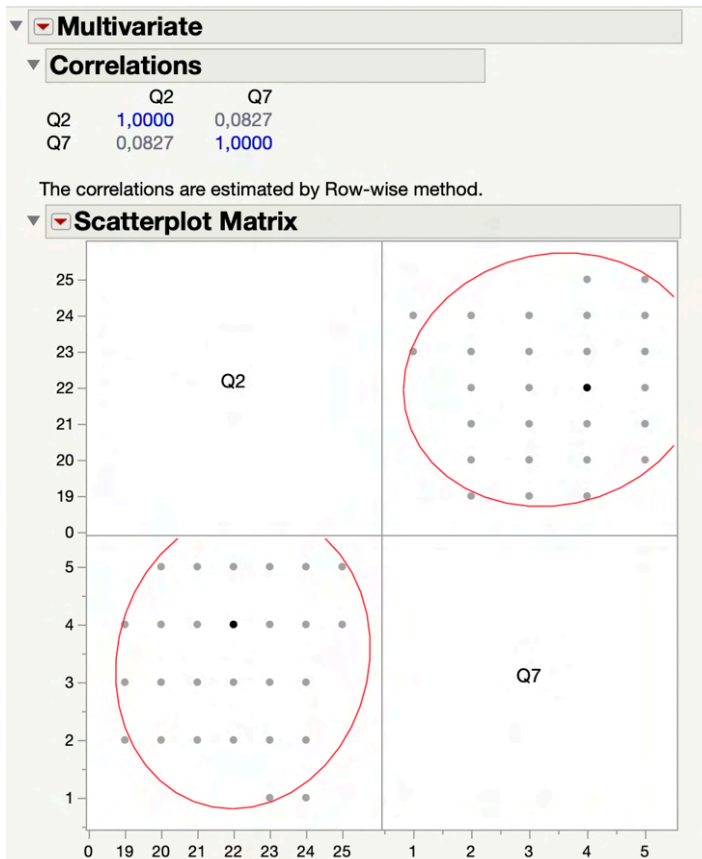 Multivariate
Correlations
Q2 Q7
Q2 1,0000 0,0827
Q7 0,0827 1,0000
The correlations are estimated by Row-wise method.
Scatterplot Matrix
25
24
23
22
21
20
19
0
Q2
5
4
3
2
1
Q7
0 19 20 21 22 23 24 25 1 2 3 4 5